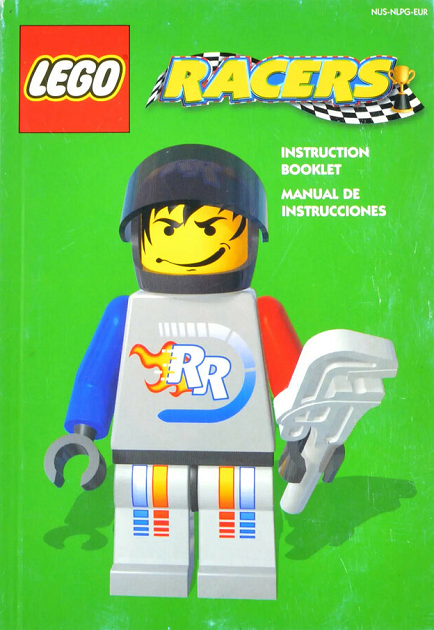 NUS-NLPG-EUR
LEGO
RACERS
INSTRUCTION
BOOKLET
MANUAL DE
INSTRUCCIONES
RR